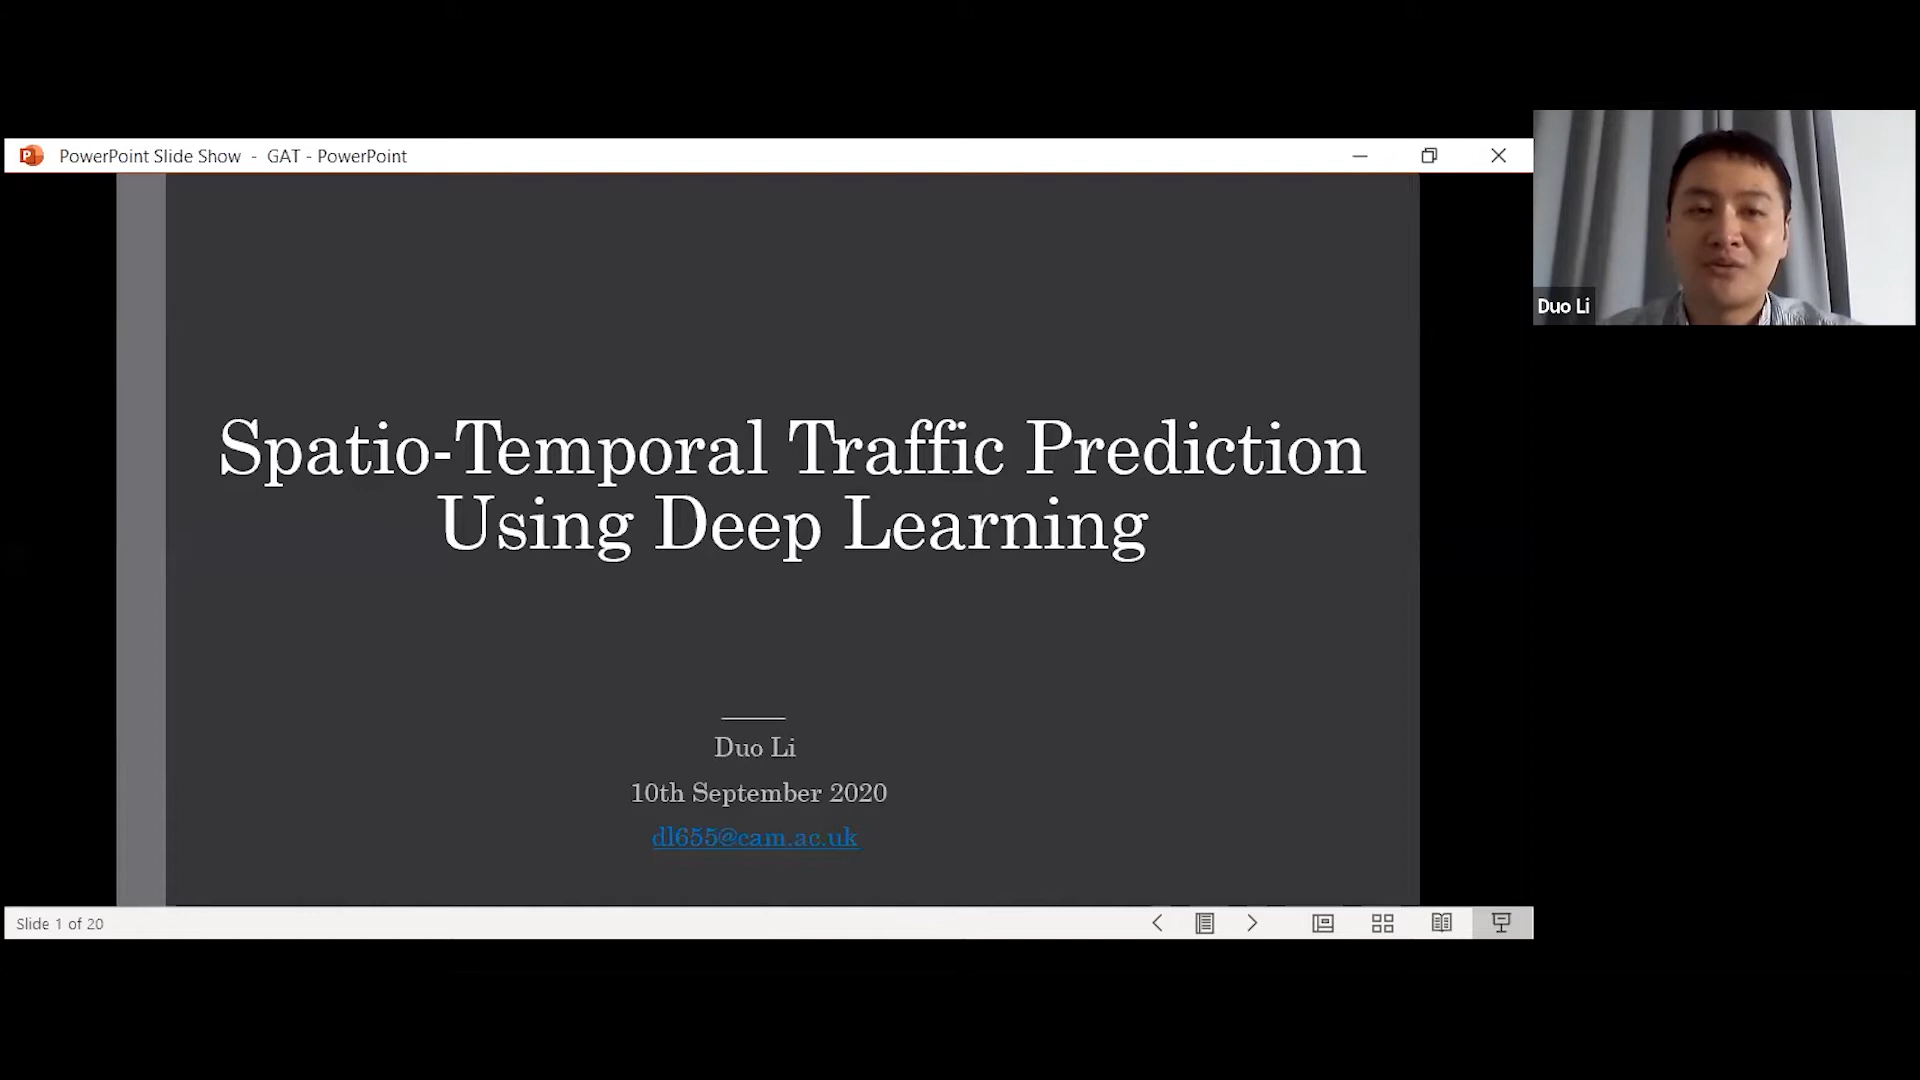 PowerPoint Slide Show - GAT - PowerPoint
Spatio-Temporal Traffic Prediction
Using Deep Learning
Duo Li
10th September 2020
dl655@cam.ac.uk
Slide 1 of 20
Duo Li